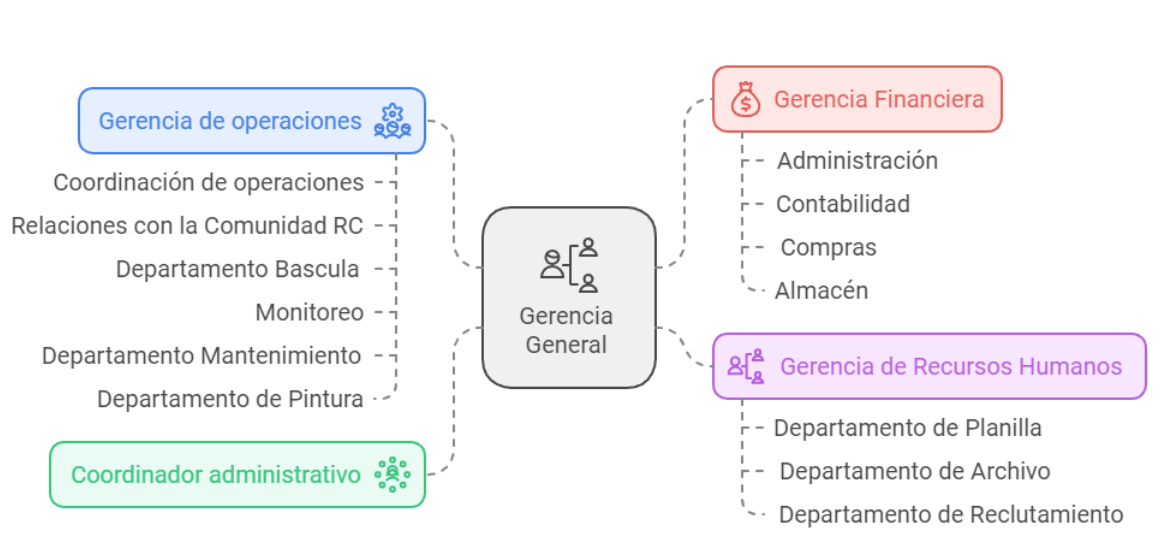 Gerencia de operaciones
Coordinación de operaciones
Relaciones con la Comunidad RC
Departamento Bascula
Monitoreo
Departamento Mantenimiento
Departamento de Pintura
Coordinador administrativo
Gerencia
General
Gerencia Financiera
Administración
Contabilidad
Compras
Almacén
Gerencia de Recursos Humanos
Departamento de Planilla
Departamento de Archivo
Departamento de Reclutamiento